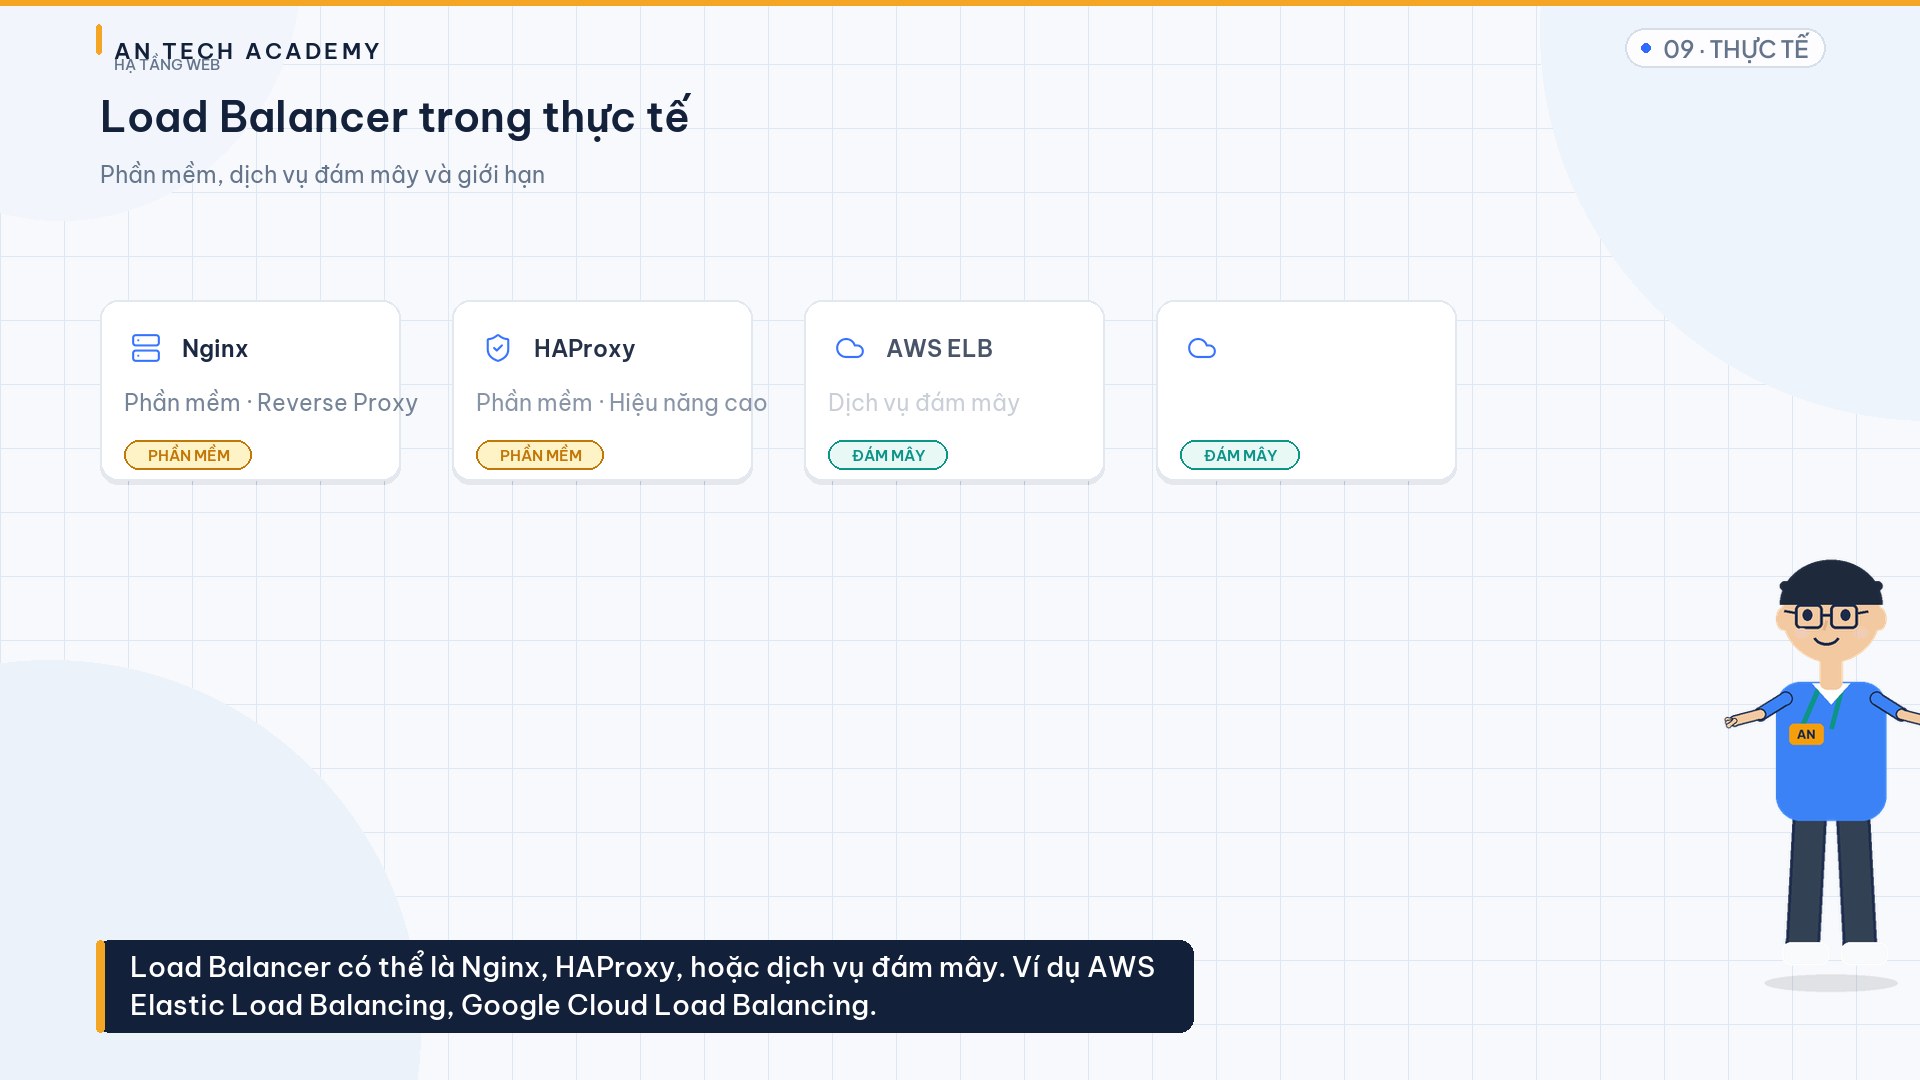 AN TECH ACADEMY
HẠ TẦNG WEB
09 · THỰC TẾ
Load Balancer trong thực tế
Phần mềm, dịch vụ đám mây và giới hạn
Nginx
Phần mềm · Reverse Proxy
PHẦN MỀM
HAProxy
Phần mềm · Hiệu năng cao
PHẦN MỀM
AWS ELB
Dịch vụ đám mây
ĐÁM MÂY
ĐÁM MÂY
AN
Load Balancer có thể là Nginx, HAProxy, hoặc dịch vụ đám mây. Ví dụ AWS
Elastic Load Balancing, Google Cloud Load Balancing.